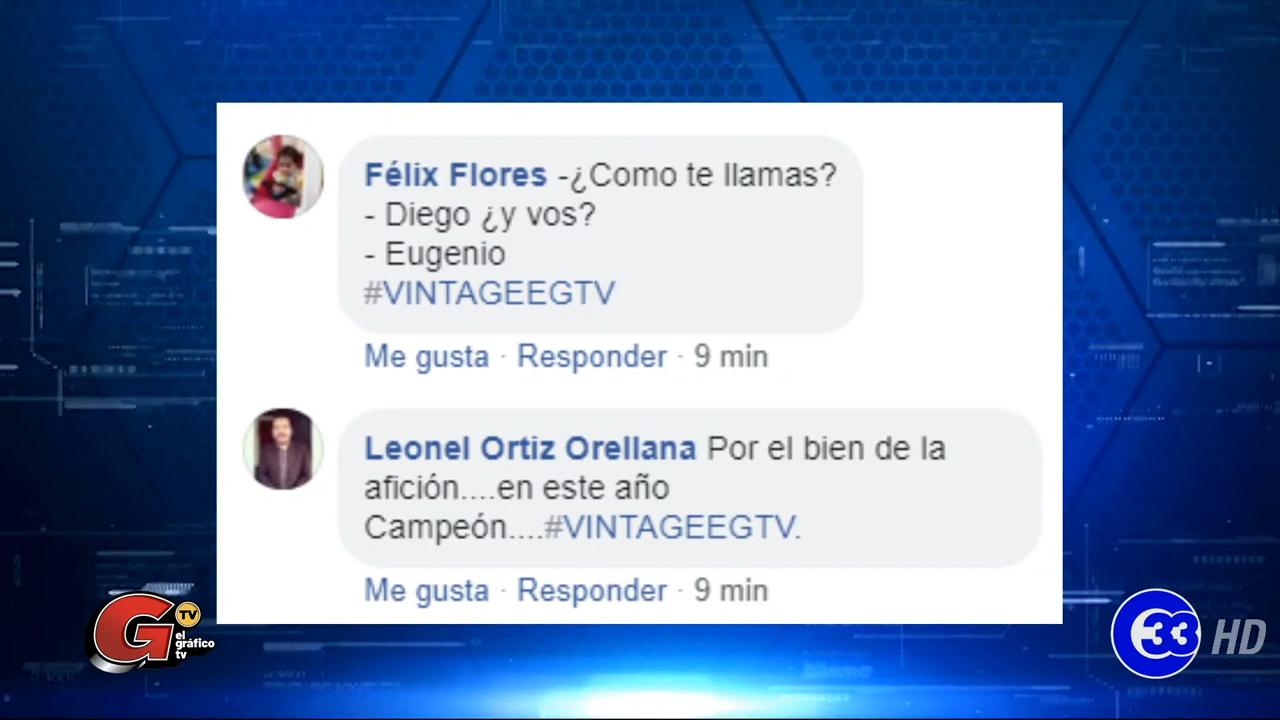 Félix Flores -¿Como te llamas?
- Diego ¿y vos?
- Eugenio
#VINTAGEEGTV
Me gusta · Responder · 9 min
Leonel Ortiz Orellana Por el bien de la
afición....en este año
Campeón....#VINTAGEEGTV.
Me gusta · Responder · 9 min
G TV
el
gráfico
tv
33 HD